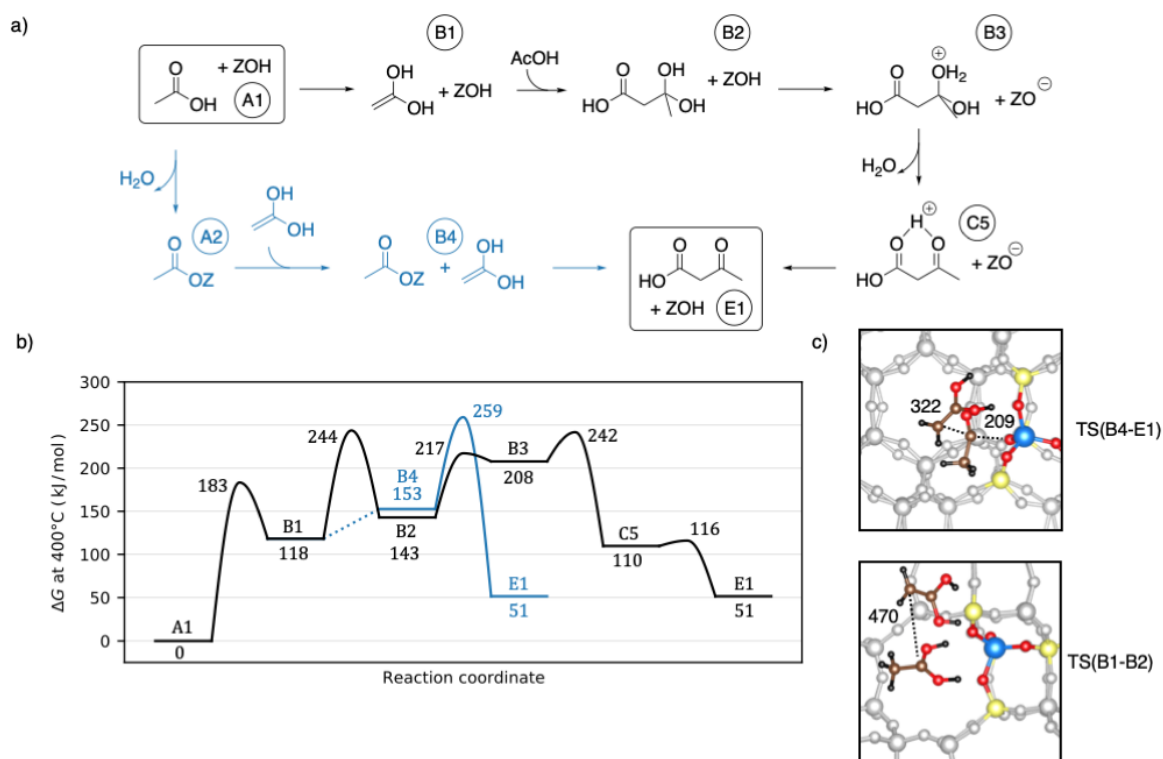 a)
B1
B2
B3
O
+ ZOH
OH
A1
OH
OH
+ ZOH
AcOH
O
OH
HO
OH
+ ZOH
⊕
O
OH₂
HO
OH
+ ZO⊖
H₂O
OH
OH
H₂O
H⊕
C5
O
A2
OZ
O
B4
OH
OZ
+
OH
O
O
HO
+ ZOH
E1
O
O
HO
+ ZO⊖
b)
ΔG at 400°C (kJ/mol)
300
250
200
150
100
50
0
A1
0
183
B1
118
244
B4
153
B2
143
217
259
B3
208
242
E1
51
C5
110
116
E1
51
Reaction coordinate
c)
322
209
TS(B4-E1)
470
TS(B1-B2)